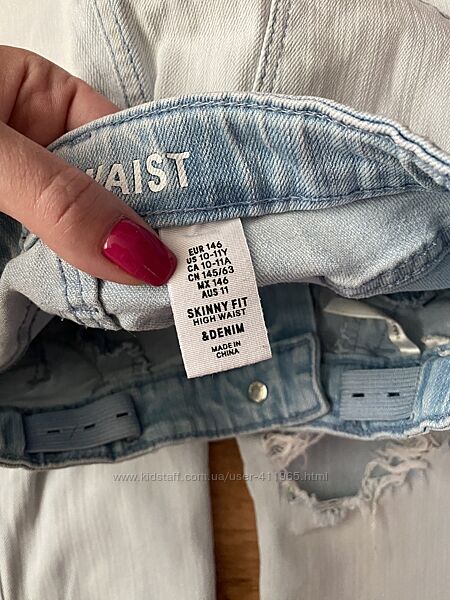 WAIST
EUR 146
US 10-11Y
CA 10-11A
CN 145/63
MX 146
AUS 11
SKINNY FIT
HIGH WAIST
&DENIM
MADE IN
CHINA
www.kidstaff.com.ua/user-411965.html